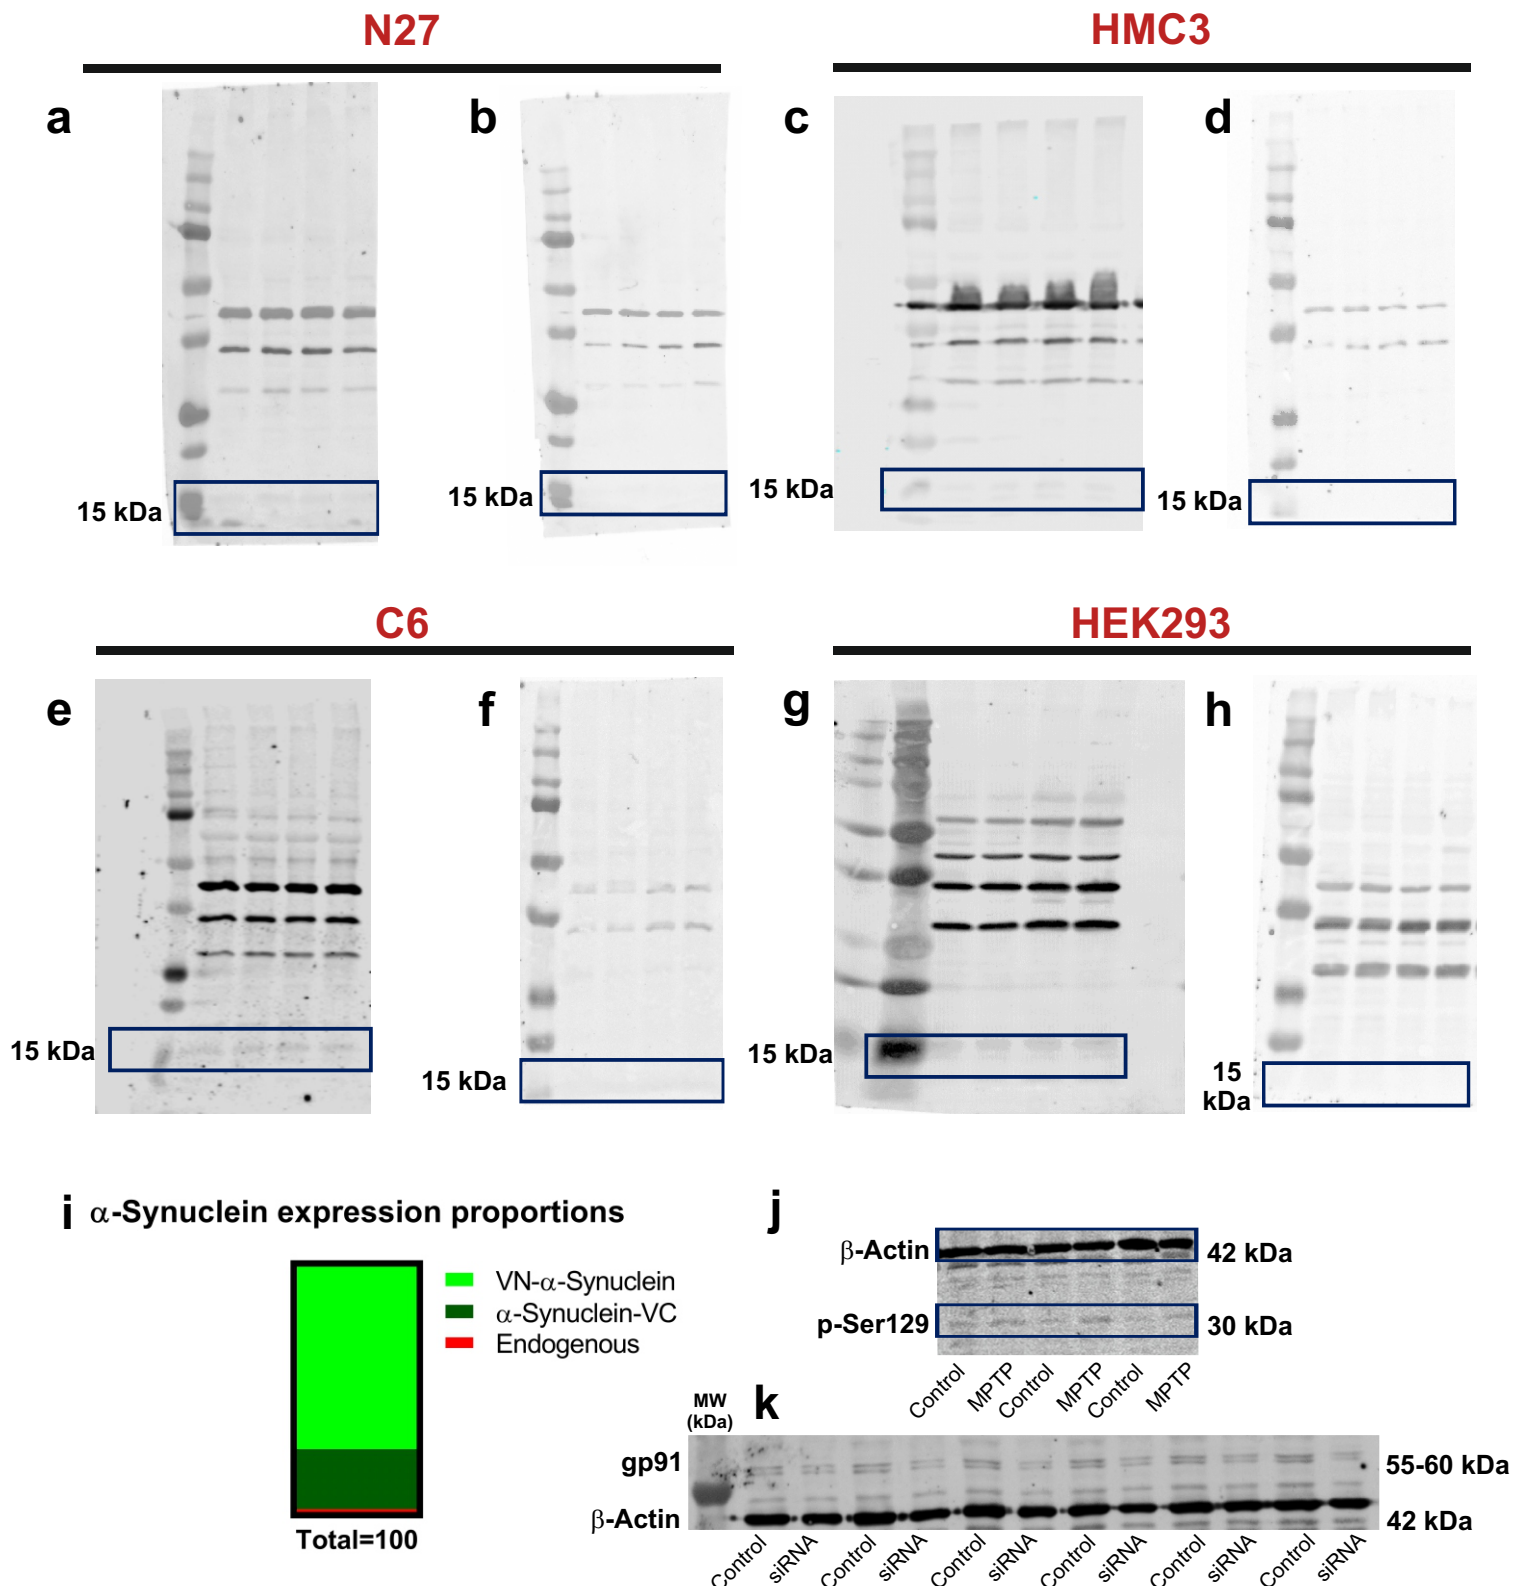 N27
HMC3
a
b
c
d
15 kDa
15 kDa
15 kDa
15 kDa
C6
HEK293
e
f
g
h
15 kDa
15 kDa
15 kDa
15
kDa
i
α-Synuclein expression proportions
VN-α-Synuclein
α-Synuclein-VC
Endogenous
Total=100
j
β-Actin
42 kDa
p-Ser129
30 kDa
Control
MPTP
Control
MPTP
Control
MPTP
k
MW
(kDa)
gp91
55-60 kDa
β-Actin
42 kDa
Control
siRNA
Control
siRNA
Control
siRNA
Control
siRNA
Control
siRNA
Control
siRNA